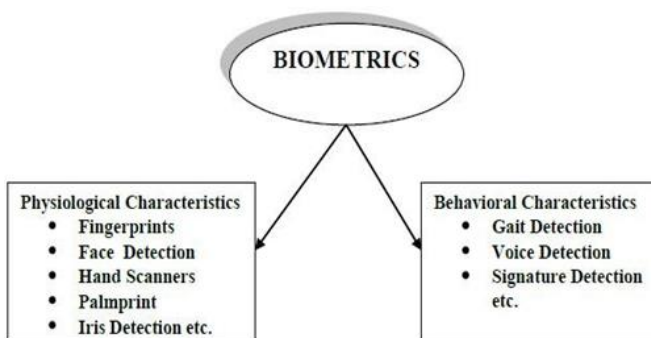 BIOMETRICS
Physiological Characteristics
• Fingerprints
• Face Detection
• Hand Scanners
• Palmprint
• Iris Detection etc.
Behavioral Characteristics
• Gait Detection
• Voice Detection
• Signature Detection
etc.